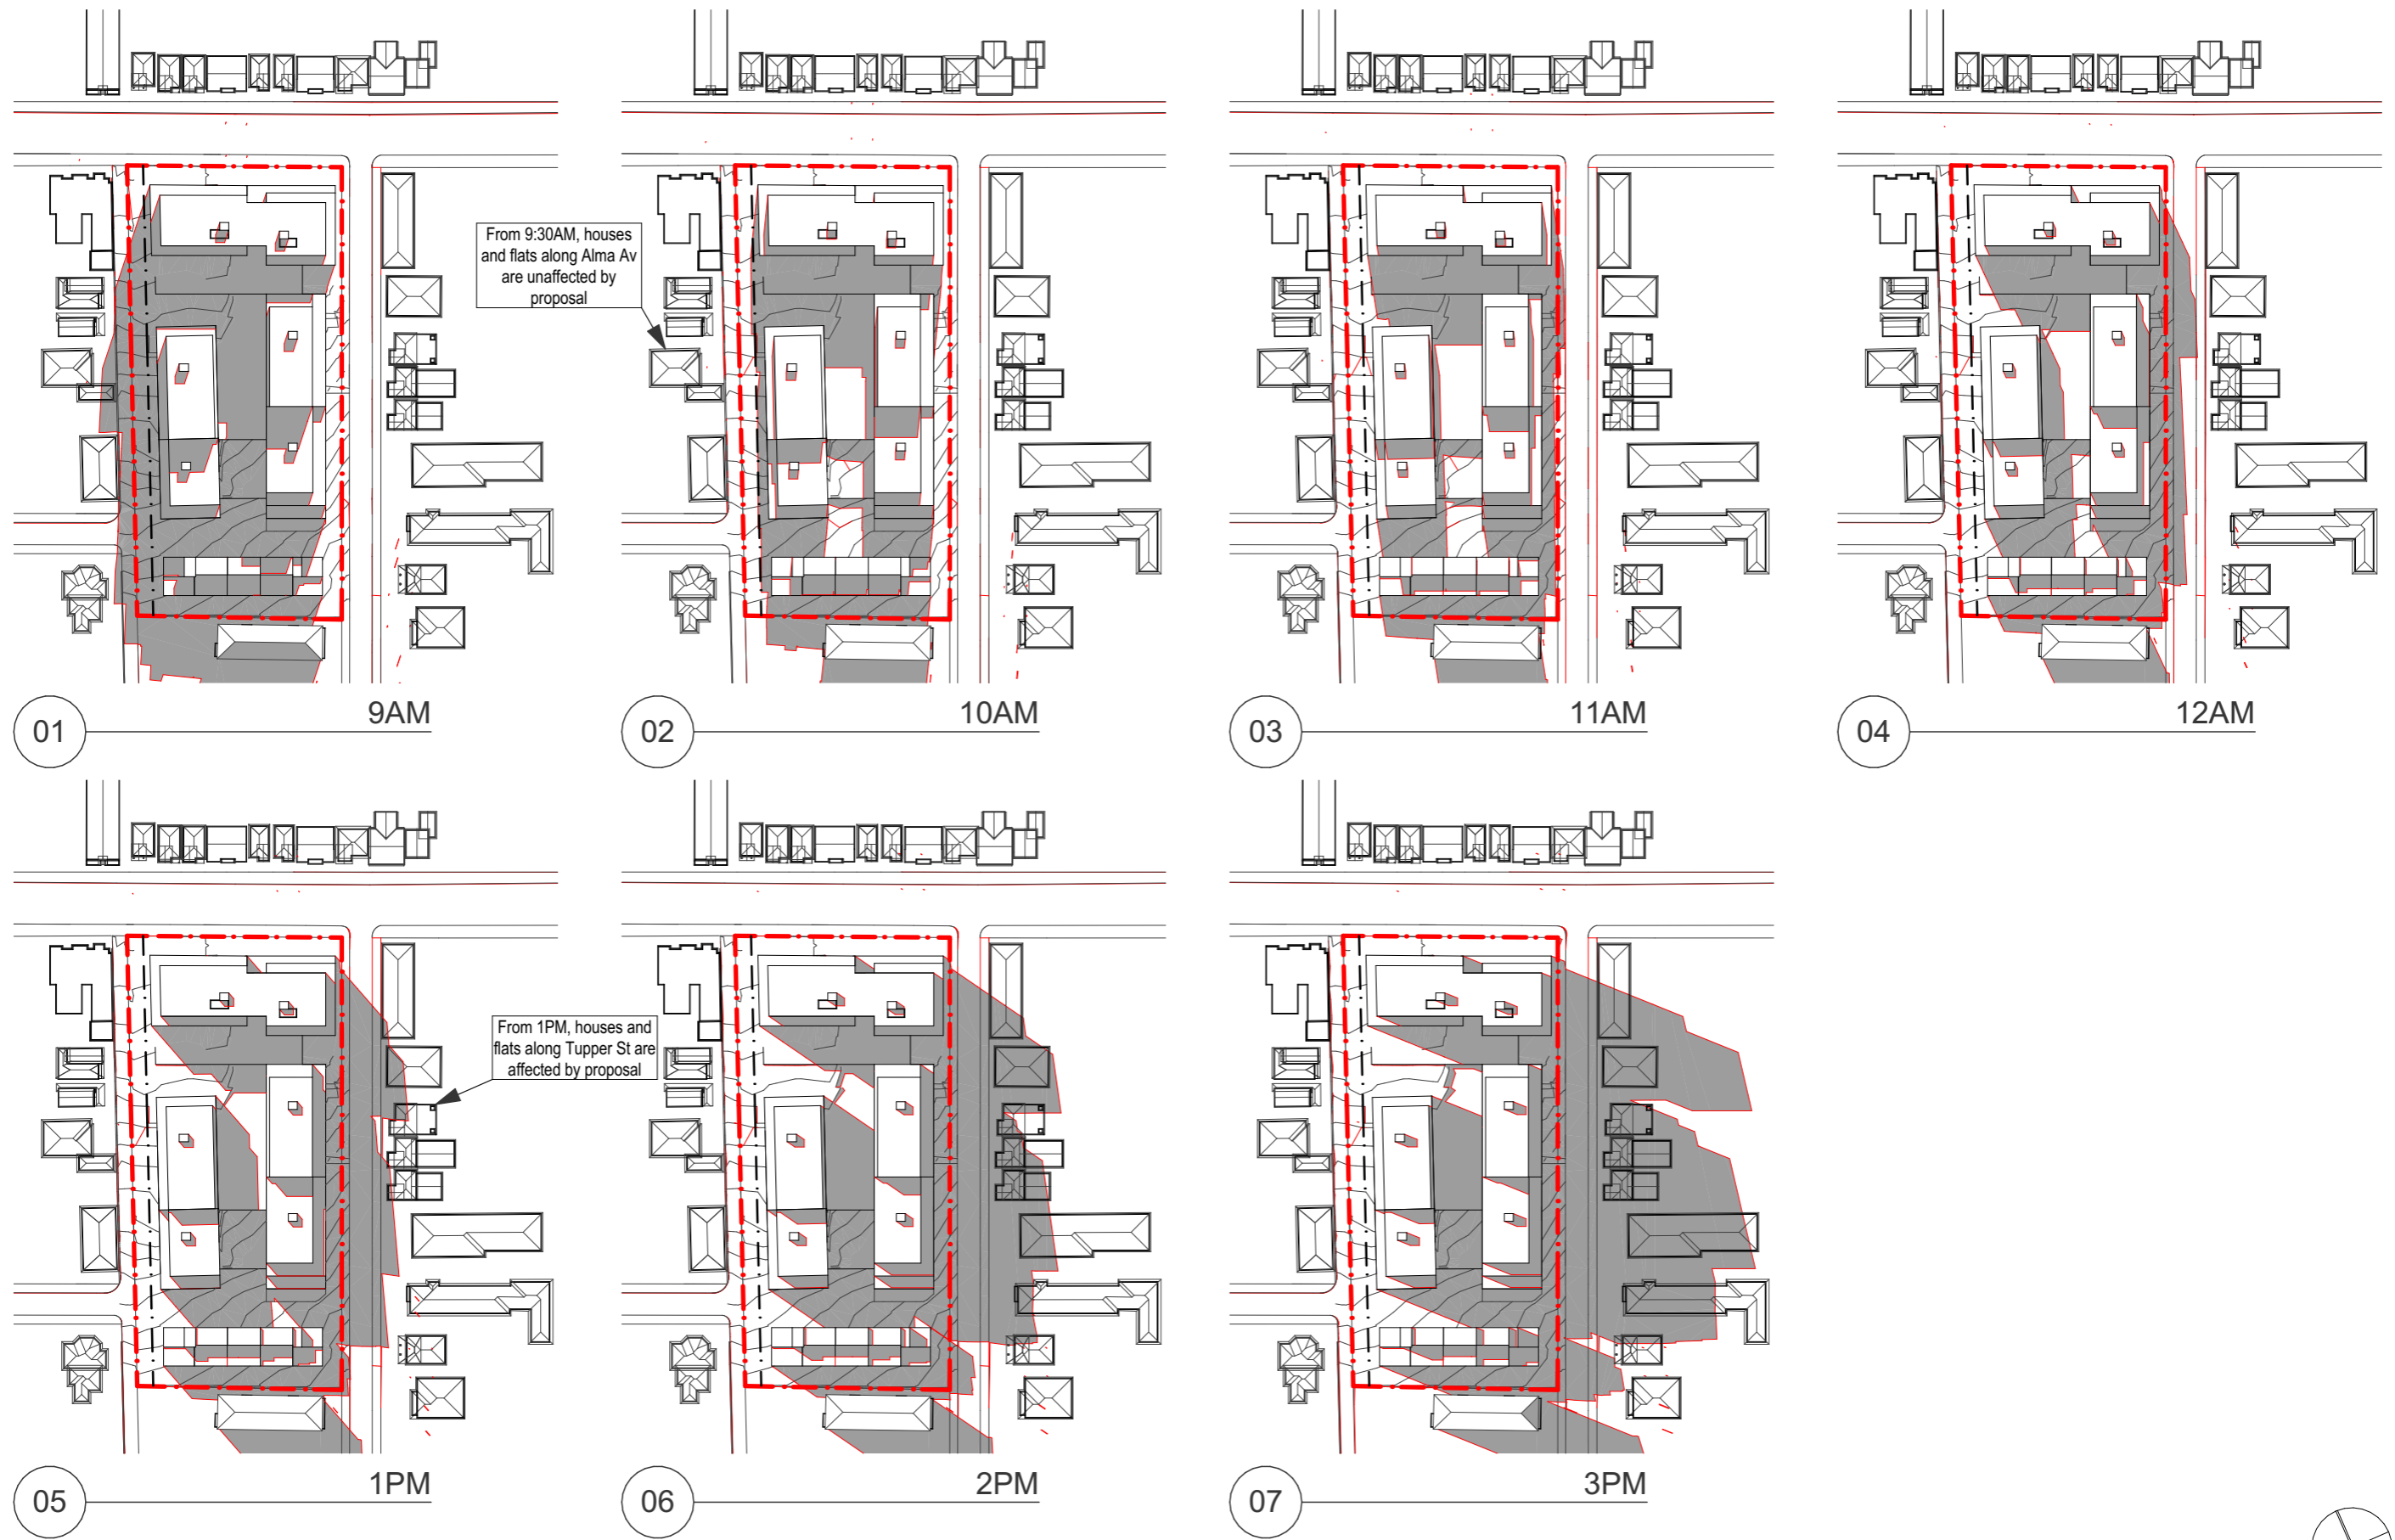 From 9:30AM, houses
and flats along Alma Av
are unaffected by
proposal
01
9AM
02
10AM
03
11AM
04
12AM
From 1PM, houses and
flats along Tupper St are
affected by proposal
05
1PM
06
2PM
07
3PM